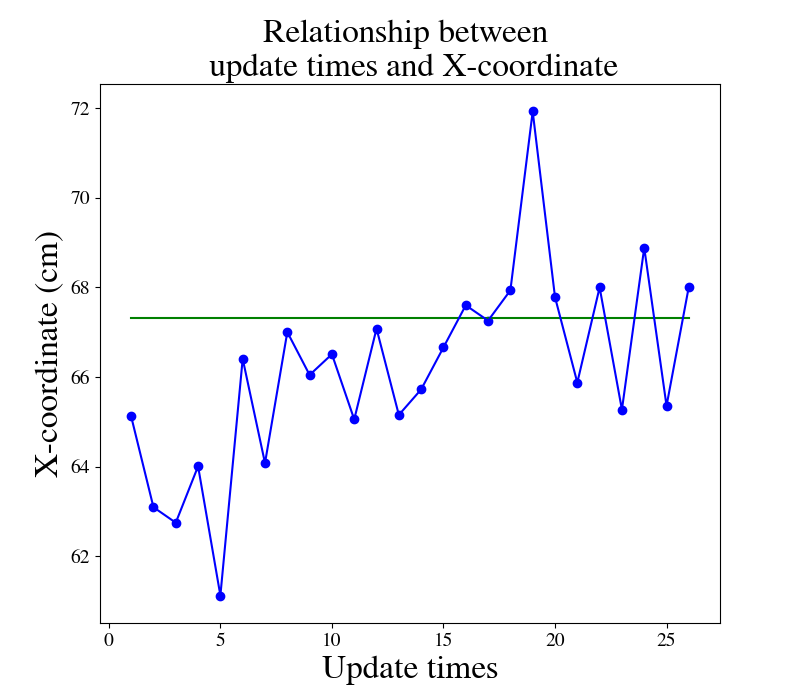 Relationship between
update times and X-coordinate
X-coordinate (cm)
72
70
68
66
64
62
0 5 10 15 20 25
Update times